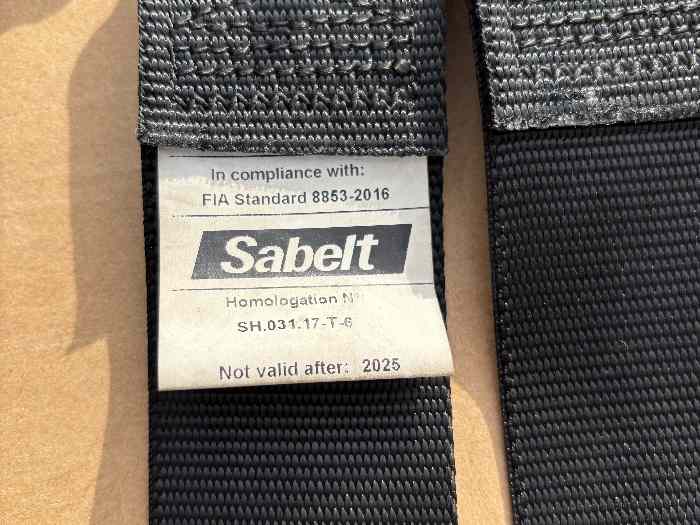 In compliance with:
FIA Standard 8853-2016
Sabelt
Homologation N°
SH.031.17-T-6
Not valid after: 2025